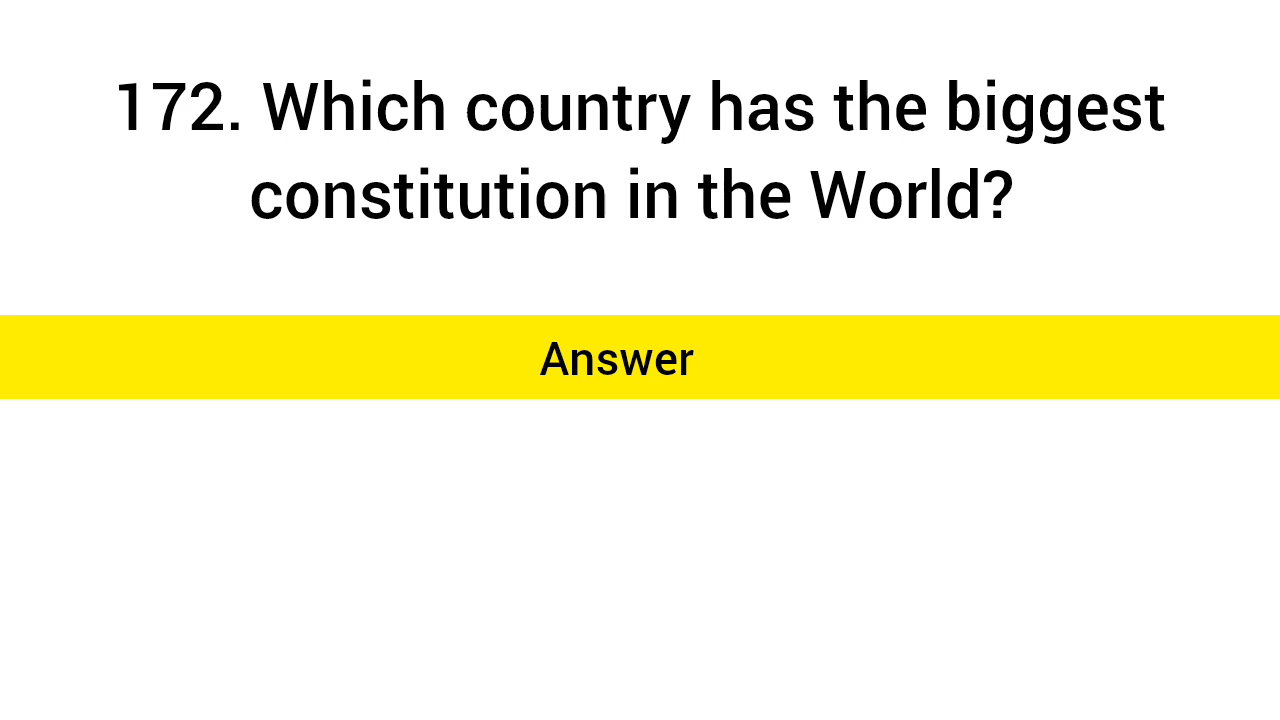 172. Which country has the biggest
constitution in the World?
Answer